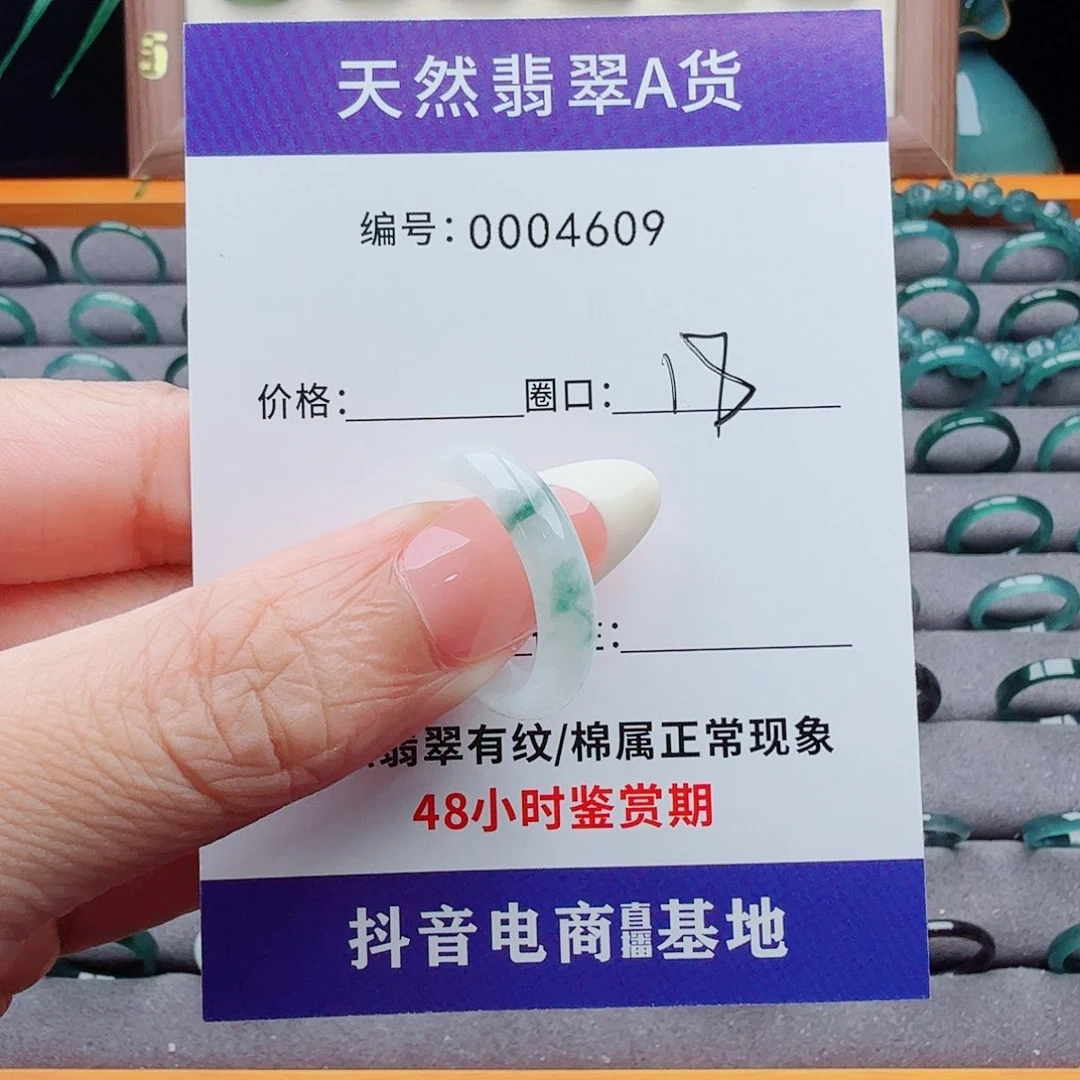 天然翡翠A货
编号：0004609
价格： 圈口：18
：
翡翠有纹/棉属正常现象
48小时鉴赏期
抖音电商直播基地